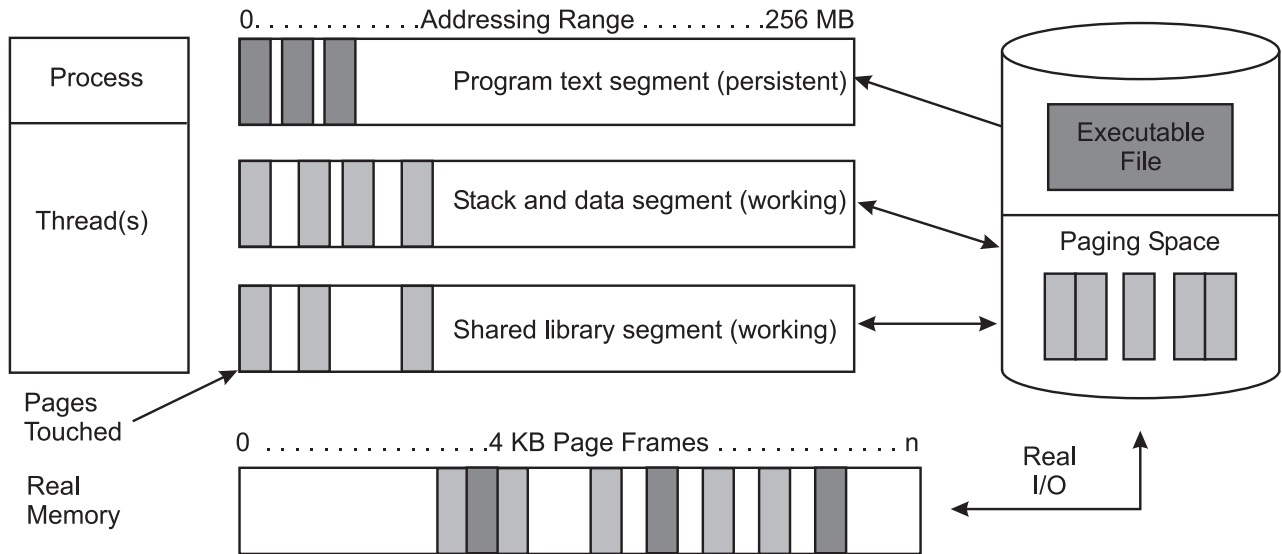 0. . . . . . . . . . . . .Addressing Range . . . . . . . . .256 MB
Process
Program text segment (persistent)
Executable
File
Thread(s)
Stack and data segment (working)
Paging Space
Shared library segment (working)
Pages
Touched
0 . . . . . . . . . . . . . . . . . .4 KB Page Frames . . . . . . . . . . . . . . . n
Real
Memory
Real
I/O